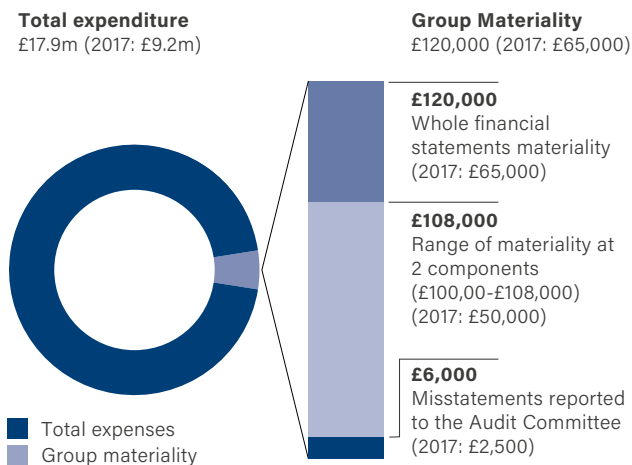 Total expenditure
£17.9m (2017: £9.2m)
Group Materiality
£120,000 (2017: £65,000)
£120,000
Whole financial
statements materiality
(2017: £65,000)
£108,000
Range of materiality at
2 components
(£100,00-£108,000)
(2017: £50,000)
£6,000
Misstatements reported
to the Audit Committee
(2017: £2,500)
Total expenses
Group materiality